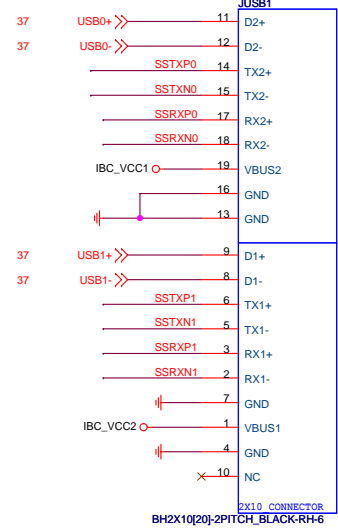 JUSB1
37 USB0+ 11 D2+
37 USB0- 12 D2-
SSTXP0 14 TX2+
SSTXN0 15 TX2-
SSRXP0 17 RX2+
SSRXN0 18 RX2-
IBC_VCC1 19 VBUS2
16 GND
13 GND
37 USB1+ 9 D1+
37 USB1- 8 D1-
SSTXP1 6 TX1+
SSTXN1 5 TX1-
SSRXP1 3 RX1+
SSRXN1 2 RX1-
7 GND
IBC_VCC2 1 VBUS1
4 GND
10 NC
2X10 CONNECTOR
BH2X10[20]-2PITCH_BLACK-RH-6